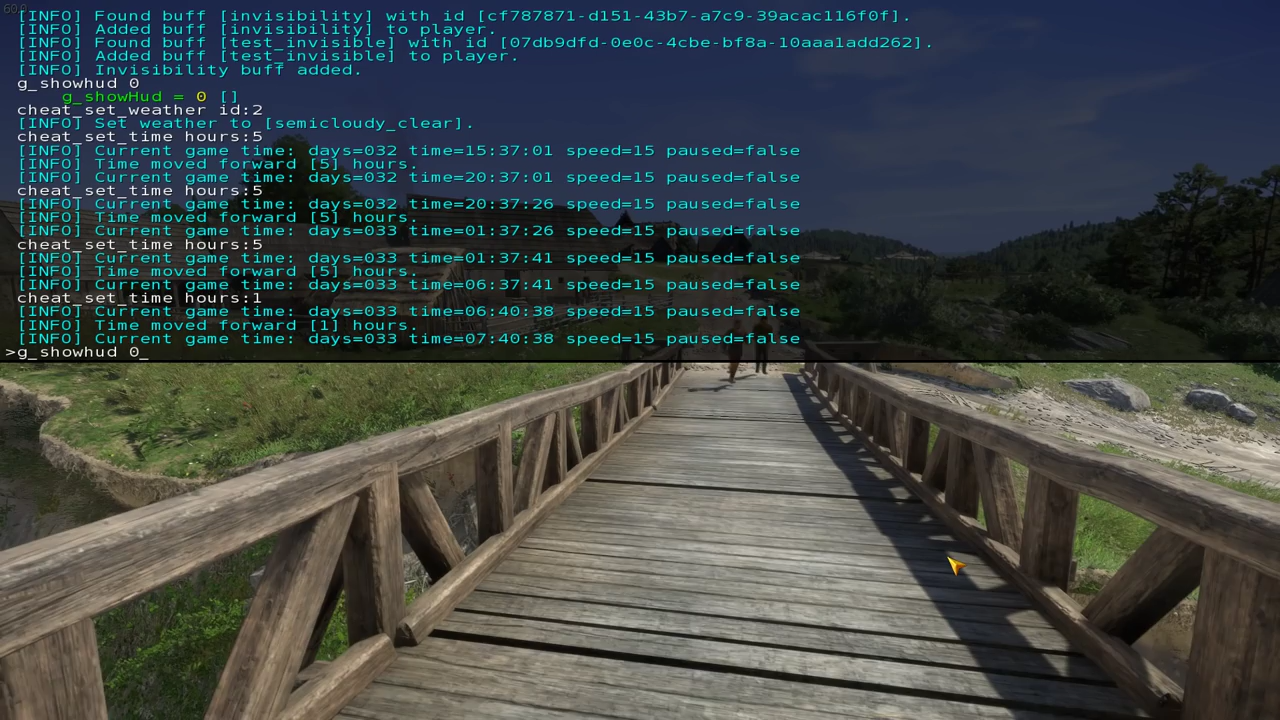 [INFO] Found buff [invisibility] with id [cf787871-d151-43b7-a7c9-39acac116f0f].
[INFO] Added buff [invisibility] to player.
[INFO] Found buff [test_invisible] with id [07db9dfd-0e0c-4cbe-bf8a-10aaa1add262].
[INFO] Added buff [test_invisible] to player.
[INFO] Invisibility buff added.
g_showhud 0
g_showHud = 0 []
cheat_set_weather id:2
[INFO] Set weather to [semicloudy_clear].
cheat_set_time hours:5
[INFO] Current game time: days=032 time=15:37:01 speed=15 paused=false
[INFO] Time moved forward [5] hours.
[INFO] Current game time: days=032 time=20:37:01 speed=15 paused=false
cheat_set_time hours:5
[INFO] Current game time: days=032 time=20:37:26 speed=15 paused=false
[INFO] Time moved forward [5] hours.
[INFO] Current game time: days=033 time=01:37:26 speed=15 paused=false
cheat_set_time hours:5
[INFO] Current game time: days=033 time=01:37:41 speed=15 paused=false
[INFO] Time moved forward [5] hours.
[INFO] Current game time: days=033 time=06:37:41 speed=15 paused=false
cheat_set_time hours:1
[INFO] Current game time: days=033 time=06:40:38 speed=15 paused=false
[INFO] Time moved forward [1] hours.
[INFO] Current game time: days=033 time=07:40:38 speed=15 paused=false
>g_showhud 0_